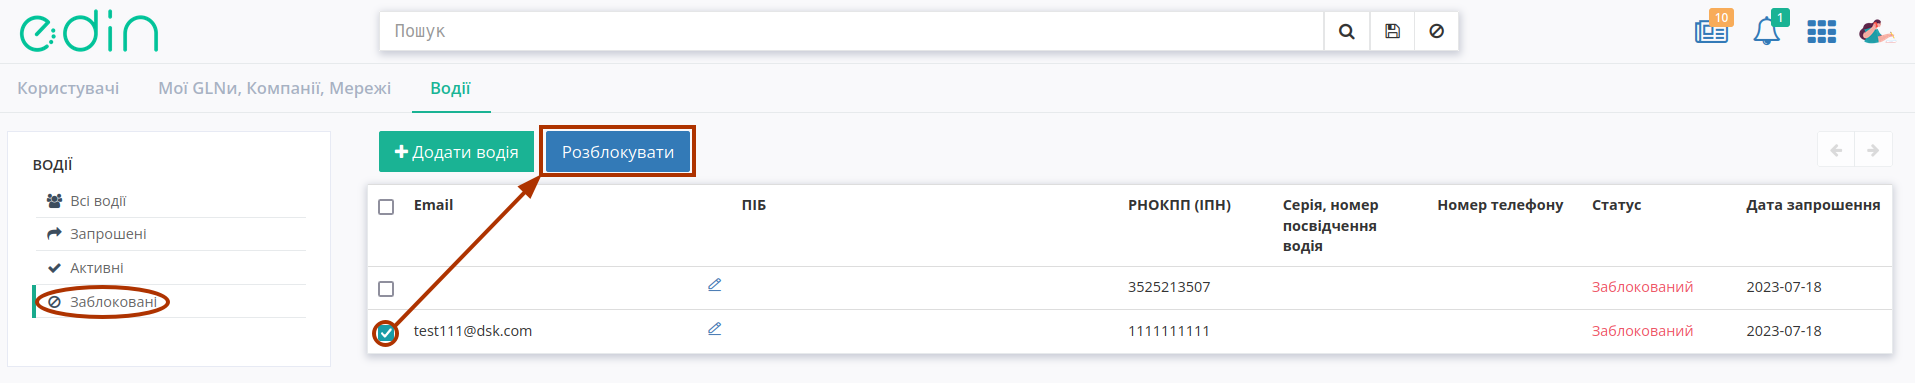 edin
Пошук
10
1
Користувачі
Мої GLNи, Компанії, Мережі
Водії
ВОДІЇ
Всі водії
Запрошені
Активні
Заблоковані
Додати водія
Розблокувати
Email ПІБ РНОКПП (ІПН) Серія, номер Номер телефону Статус Дата запрошення
посвідчення
водія
3525213507 Заблокований 2023-07-18
test111@dsk.com 1111111111 Заблокований 2023-07-18